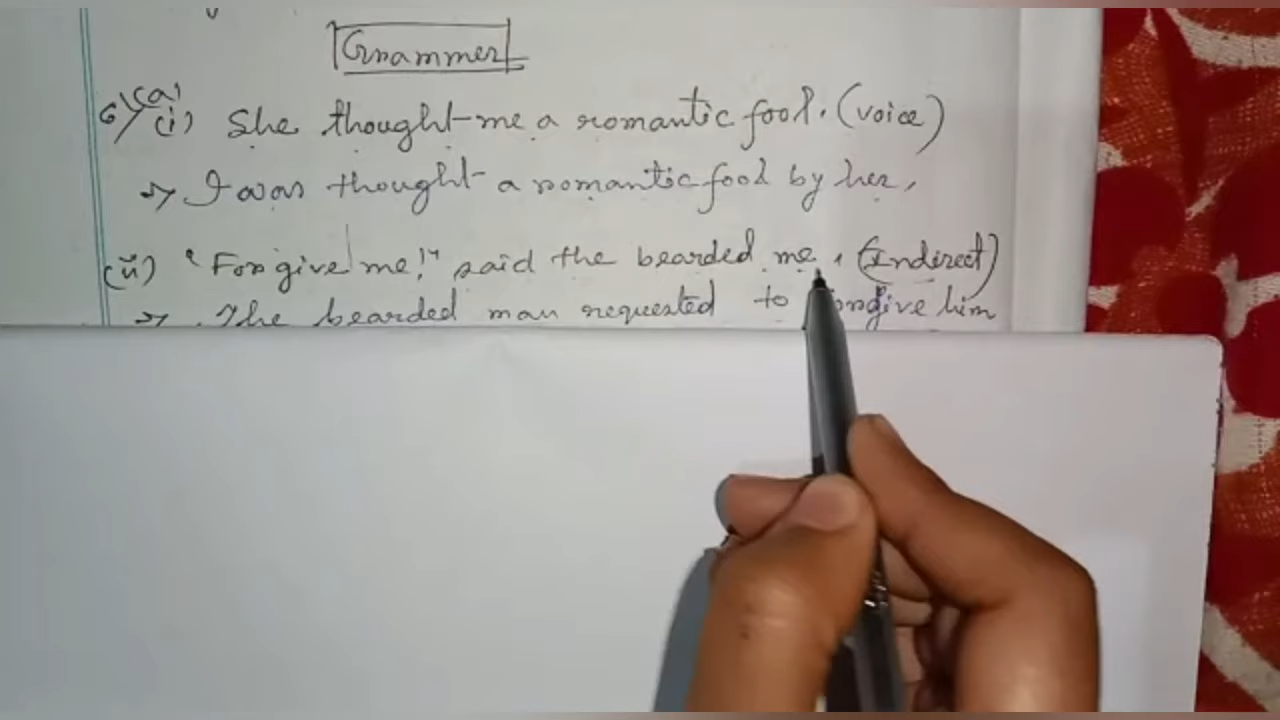 Grammer
6) (a)
(i) She thought me a romantic fool. (voice)
→ I was thought a romantic fool by her,
(ii) "Forgive me!" said the bearded me. (Indirect)
→ The bearded man requested to forgive him